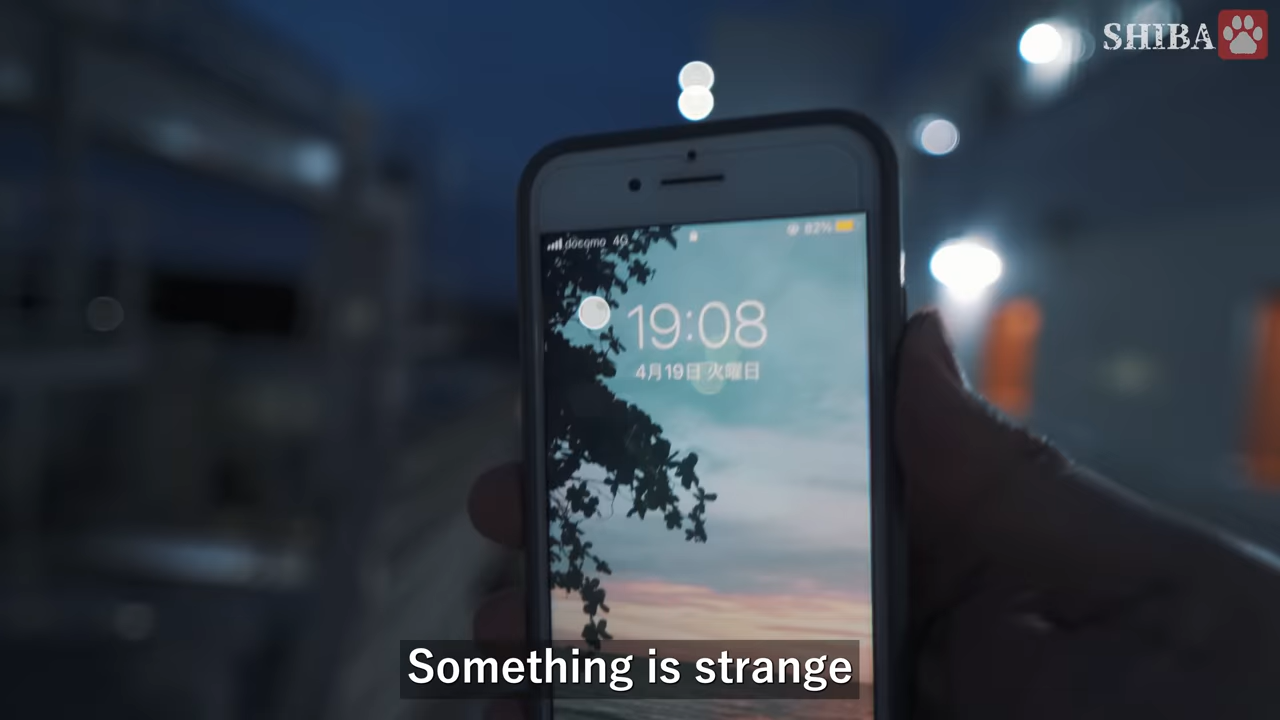 SHIBA
docomo 4G 82%
19:08
4月19日 火曜日
Something is strange